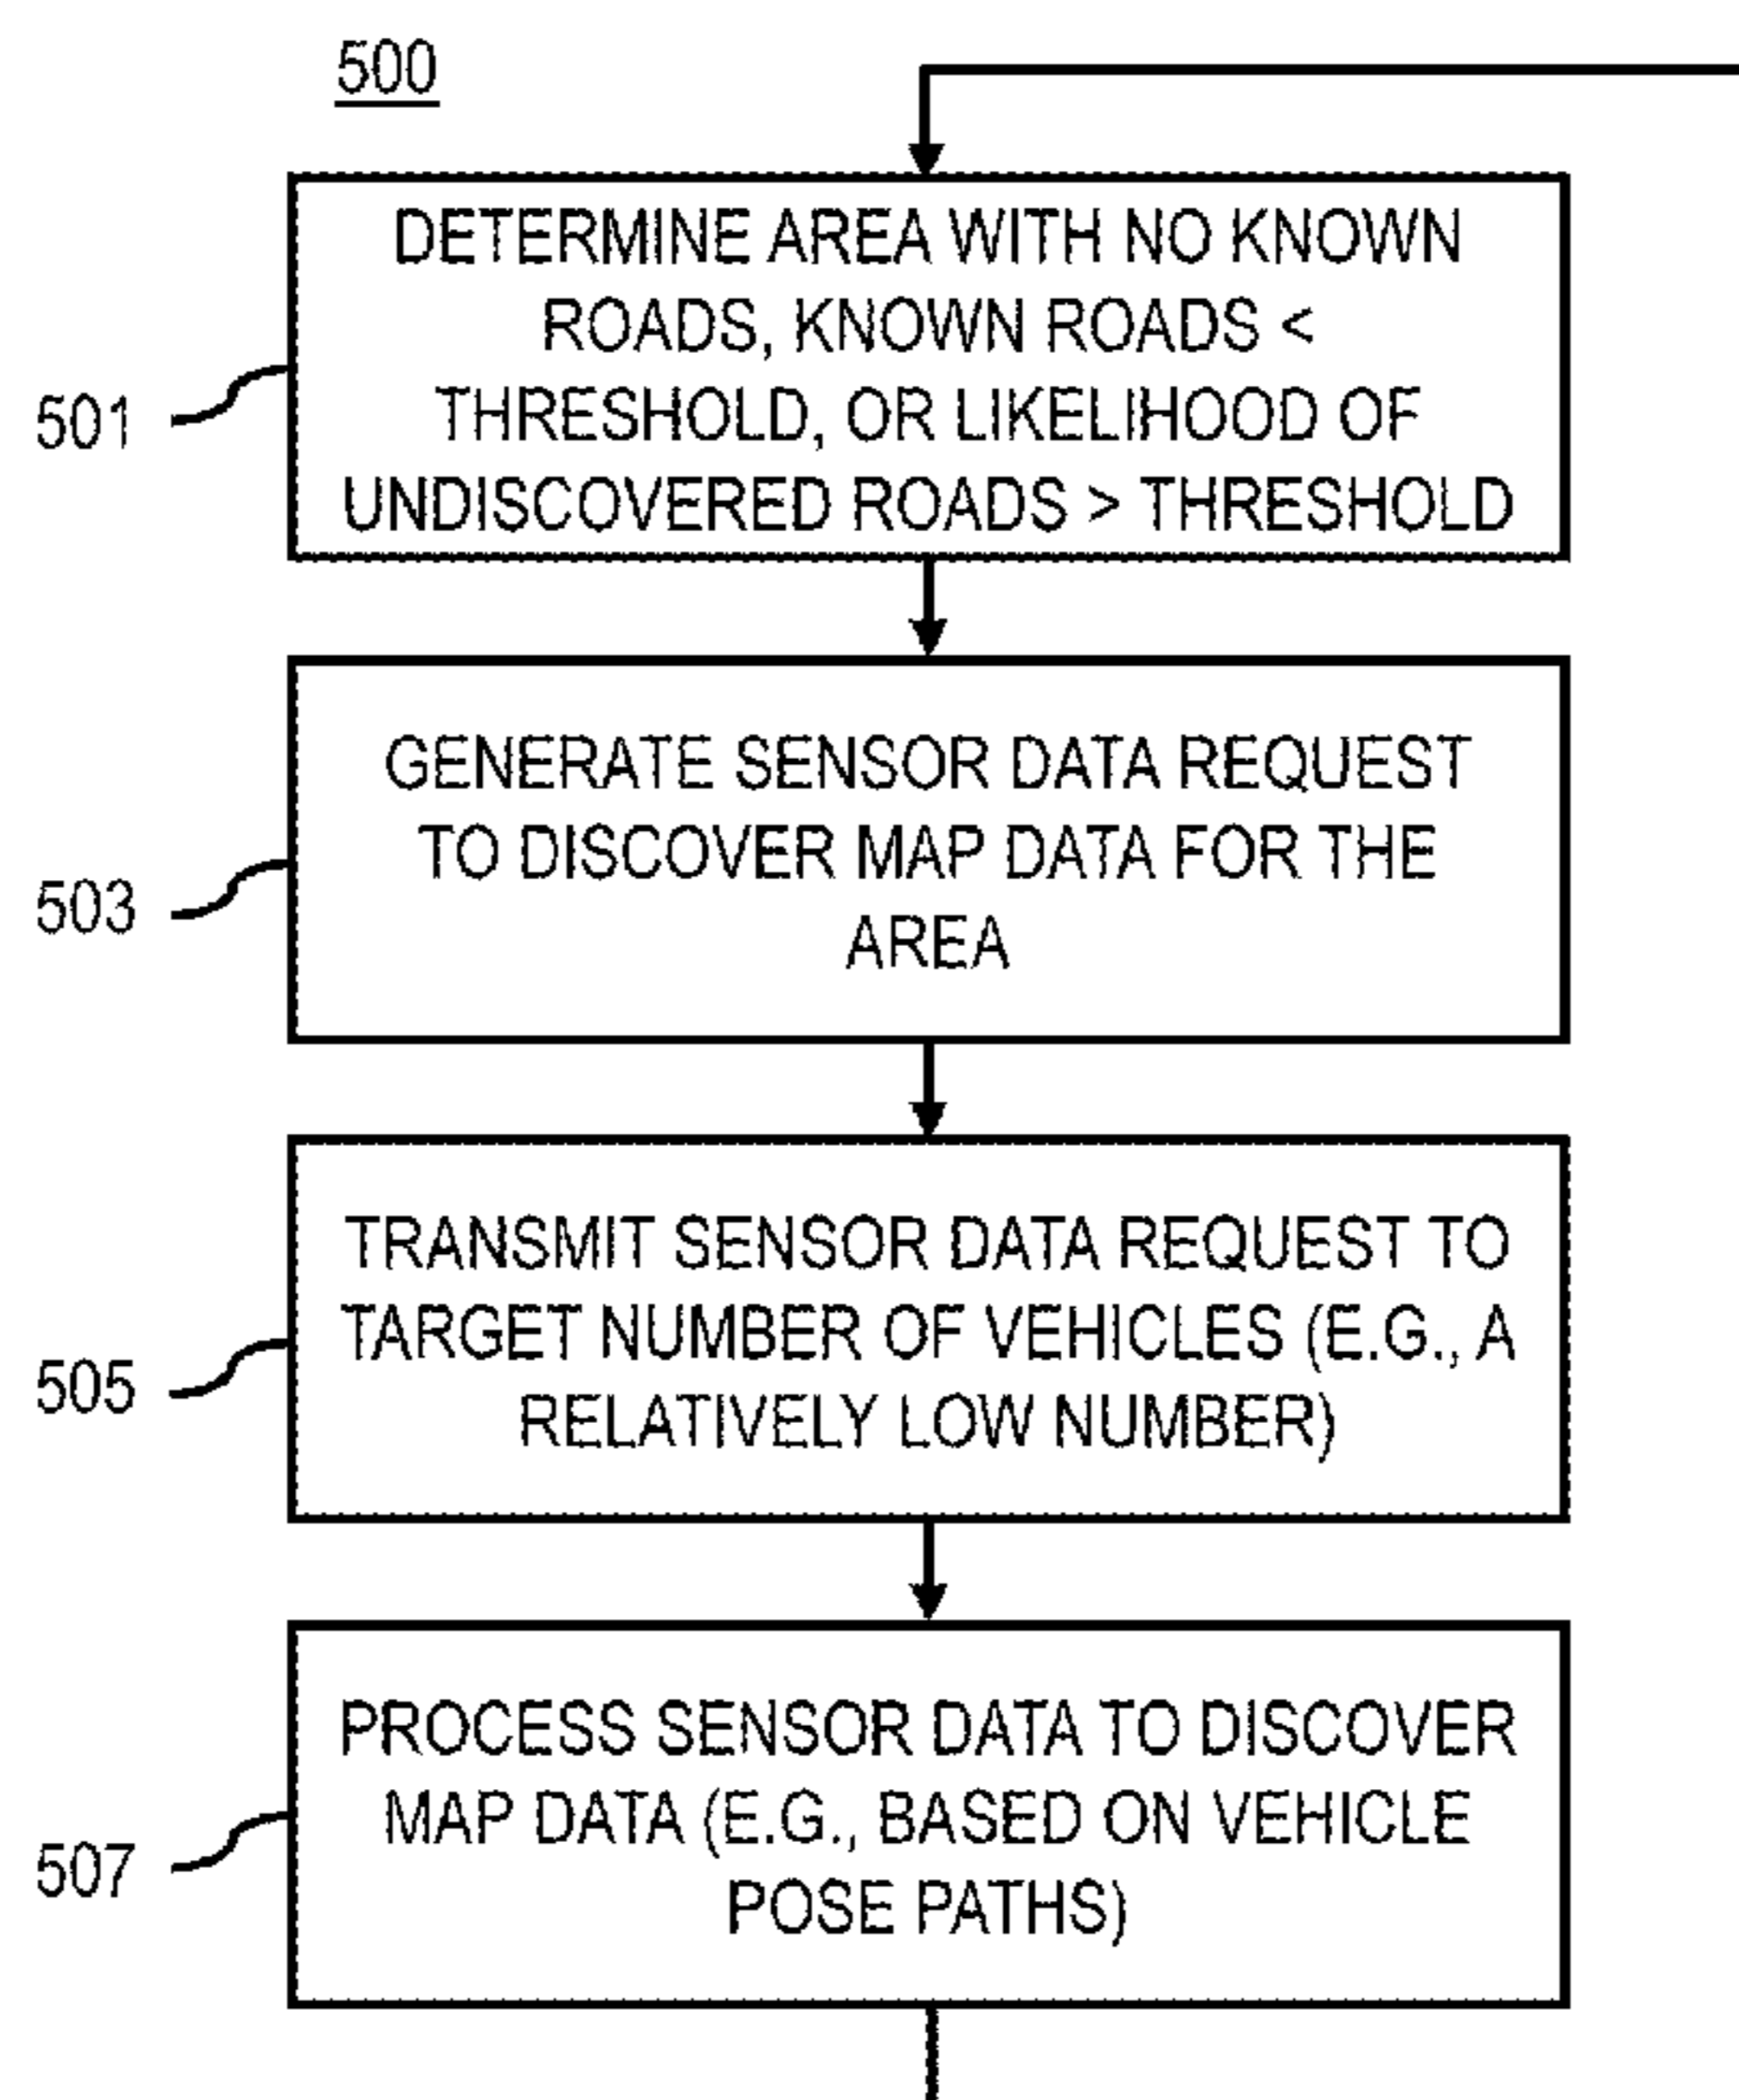 500
DETERMINE AREA WITH NO KNOWN
ROADS, KNOWN ROADS <
THRESHOLD, OR LIKELIHOOD OF
UNDISCOVERED ROADS > THRESHOLD
501
GENERATE SENSOR DATA REQUEST
TO DISCOVER MAP DATA FOR THE
AREA
503
TRANSMIT SENSOR DATA REQUEST TO
TARGET NUMBER OF VEHICLES (E.G., A
RELATIVELY LOW NUMBER)
505
PROCESS SENSOR DATA TO DISCOVER
MAP DATA (E.G., BASED ON VEHICLE
POSE PATHS)
507